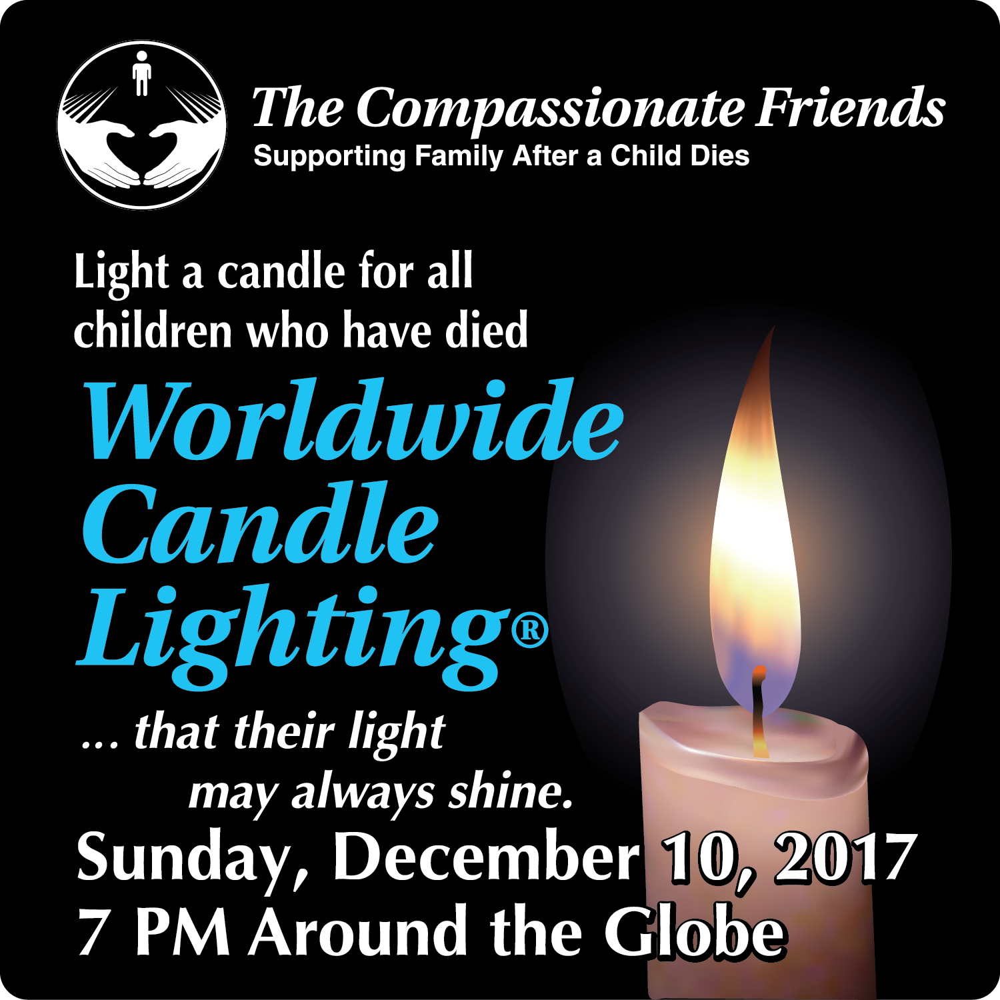 The Compassionate Friends
Supporting Family After a Child Dies
Light a candle for all
children who have died
Worldwide
Candle
Lighting®
... that their light
may always shine.
Sunday, December 10, 2017
7 PM Around the Globe